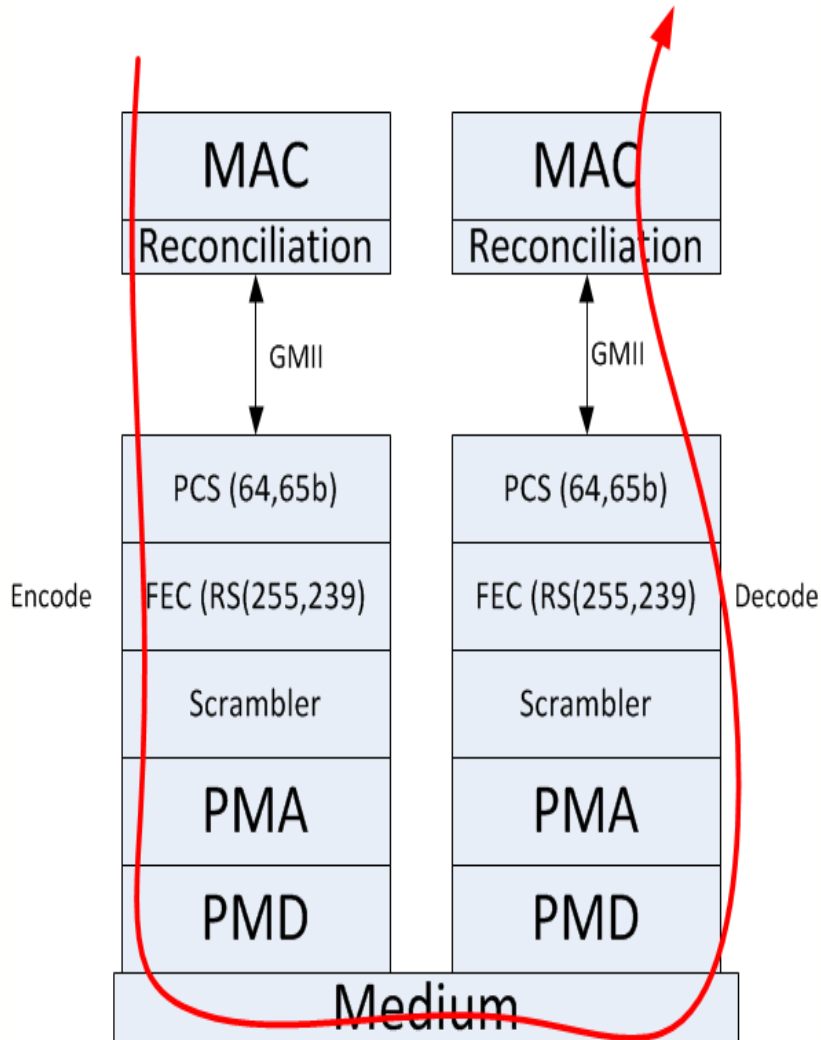 MAC
Reconciliation
GMII
PCS (64,65b)
Encode
FEC (RS(255,239)
Scrambler
PMA
PMD
MAC
Reconciliation
GMII
PCS (64,65b)
FEC (RS(255,239)
Decode
Scrambler
PMA
PMD
Medium